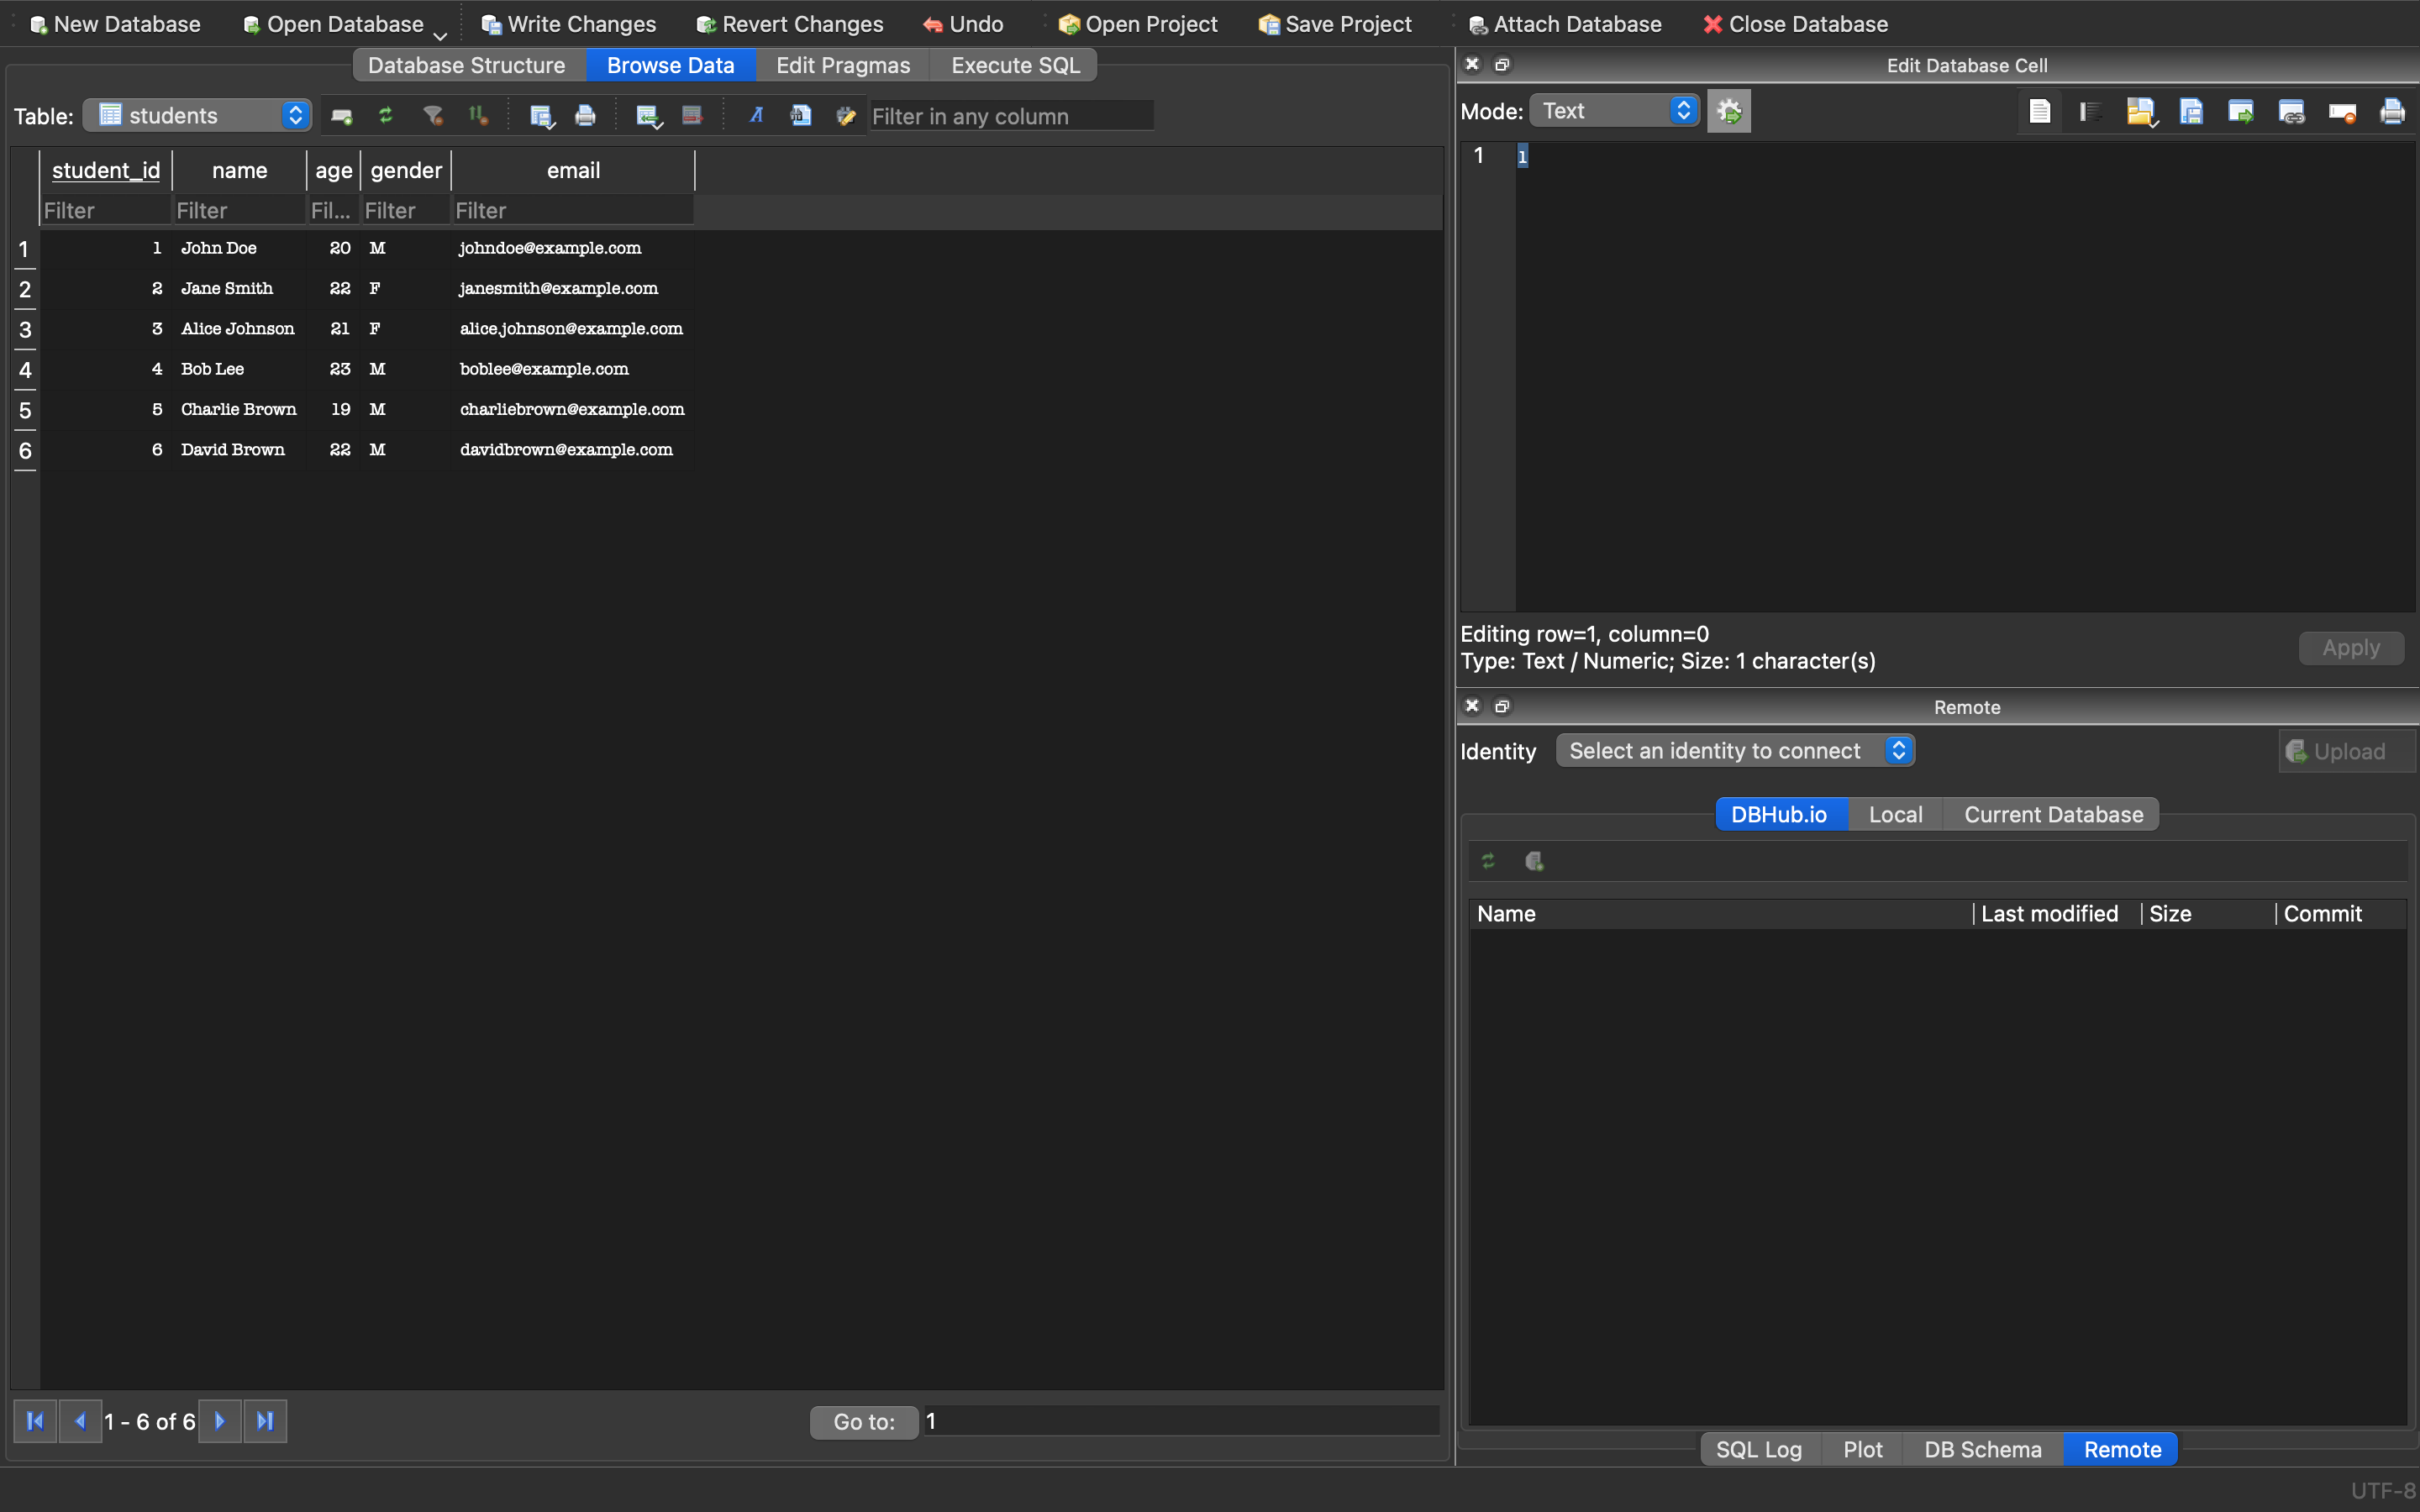 New Database Open Database Write Changes Revert Changes Undo Open Project Save Project Attach Database Close Database
Database Structure Browse Data Edit Pragmas Execute SQL
Table: students Filter in any column
student_id name age gender email
Filter Filter Fil... Filter Filter
1 1 John Doe 20 M johndoe@example.com
2 2 Jane Smith 22 F janesmith@example.com
3 3 Alice Johnson 21 F alice.johnson@example.com
4 4 Bob Lee 23 M boblee@example.com
5 5 Charlie Brown 19 M charliebrown@example.com
6 6 David Brown 22 M davidbrown@example.com
1 - 6 of 6 Go to: 1
Edit Database Cell
Mode: Text
1 1
Editing row=1, column=0
Type: Text / Numeric; Size: 1 character(s)
Apply
Remote
Identity Select an identity to connect Upload
DBHub.io Local Current Database
Name Last modified Size Commit
SQL Log Plot DB Schema Remote
UTF-8